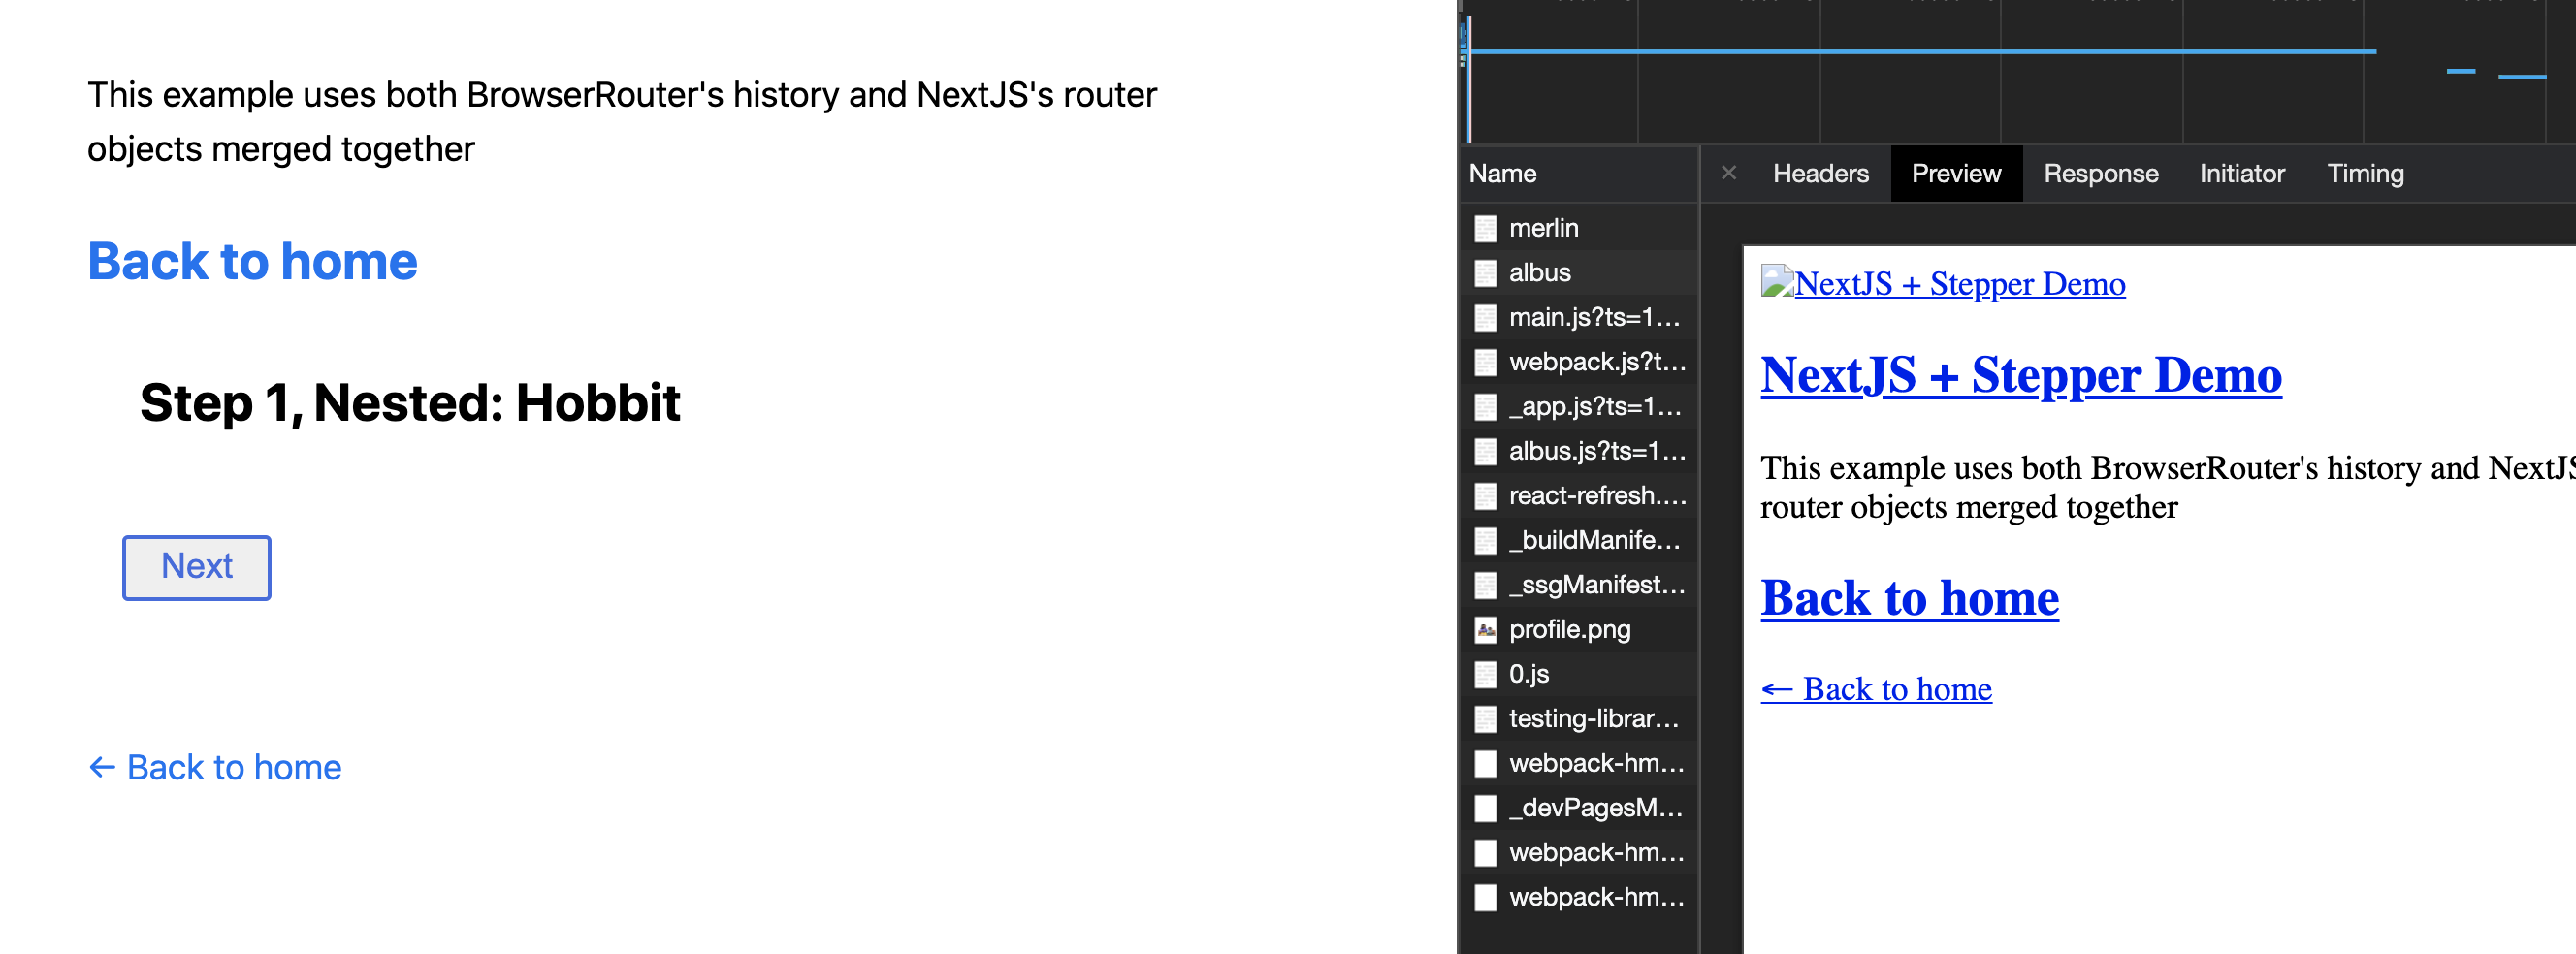 This example uses both BrowserRouter's history and NextJS's router
objects merged together
Back to home
Step 1, Nested: Hobbit
Next
← Back to home
Name
merlin
albus
main.js?ts=1...
webpack.js?t...
_app.js?ts=1...
albus.js?ts=1...
react-refresh....
_buildManife...
_ssgManifest...
profile.png
0.js
testing-librar...
webpack-hm...
_devPagesM...
webpack-hm...
webpack-hm...
× Headers Preview Response Initiator Timing
NextJS + Stepper Demo
NextJS + Stepper Demo
This example uses both BrowserRouter's history and NextJS
router objects merged together
Back to home
← Back to home